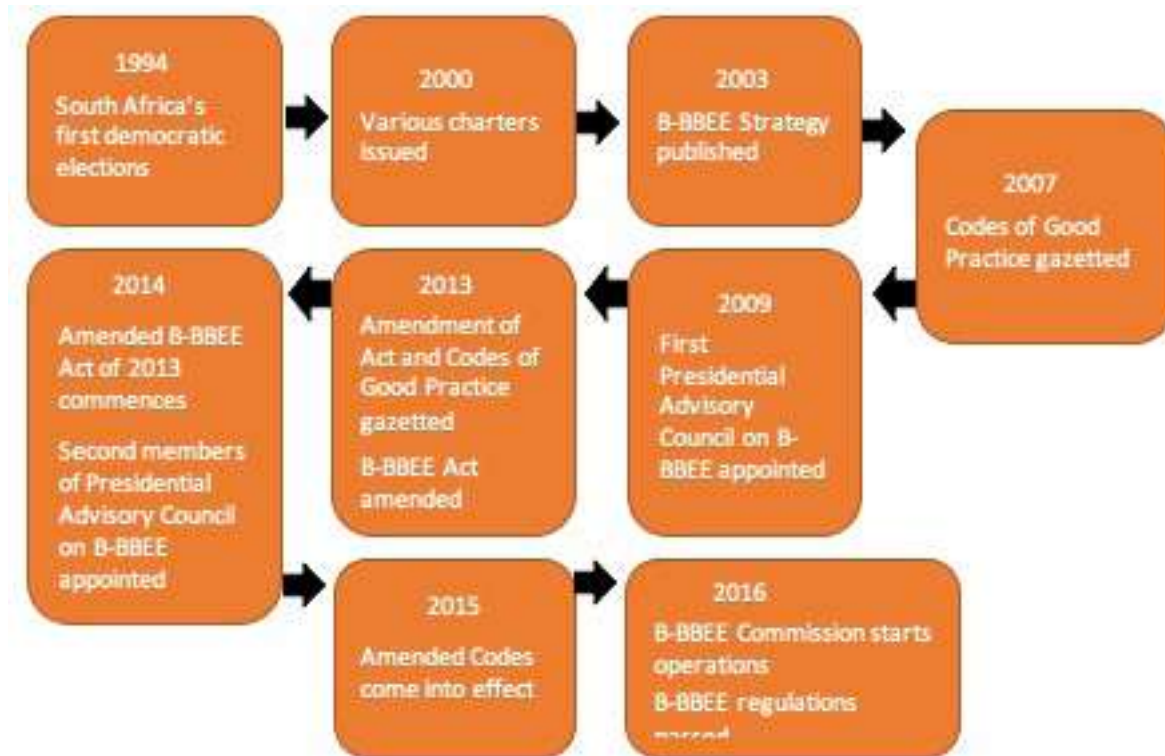 1994
South Africa's
first democratic
elections
2000
Various charters
issued
2003
B-BBEE Strategy
published
2007
Codes of Good
Practice gazetted
2009
First
Presidential
Advisory
Council on B-
BBEE appointed
2013
Amendment of
Act and Codes of
Good Practice
gazetted
B-BBEE Act
amended
2014
Amended B-BBEE
Act of 2013
commences
Second members
of Presidential
Advisory Council
on B-BBEE
appointed
2015
Amended Codes
come into effect
2016
B-BBEE Commission starts
operations
B-BBEE regulations